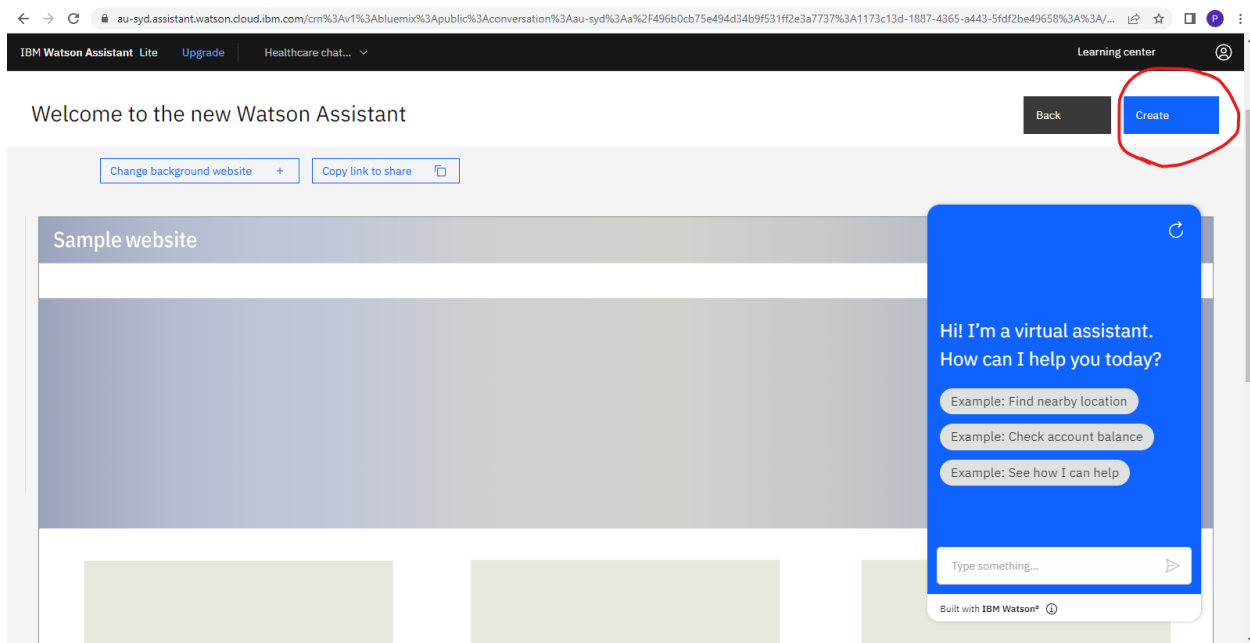 au-syd.assistant.watson.cloud.ibm.com/crn%3Av1%3Abluemix%3Apublic%3Aconversation%3Aau-syd%3Aa%2F496b0cb75e494d34b9f531ff2e3a7737%3A1173c13d-1887-4365-a443-5fdf2be49658%3A%3A/...
P
IBM Watson Assistant Lite Upgrade Healthcare chat... Learning center
Welcome to the new Watson Assistant
Back
Create
Change background website +
Copy link to share
Sample website
Hi! I'm a virtual assistant.
How can I help you today?
Example: Find nearby location
Example: Check account balance
Example: See how I can help
Type something...
Built with IBM Watson®